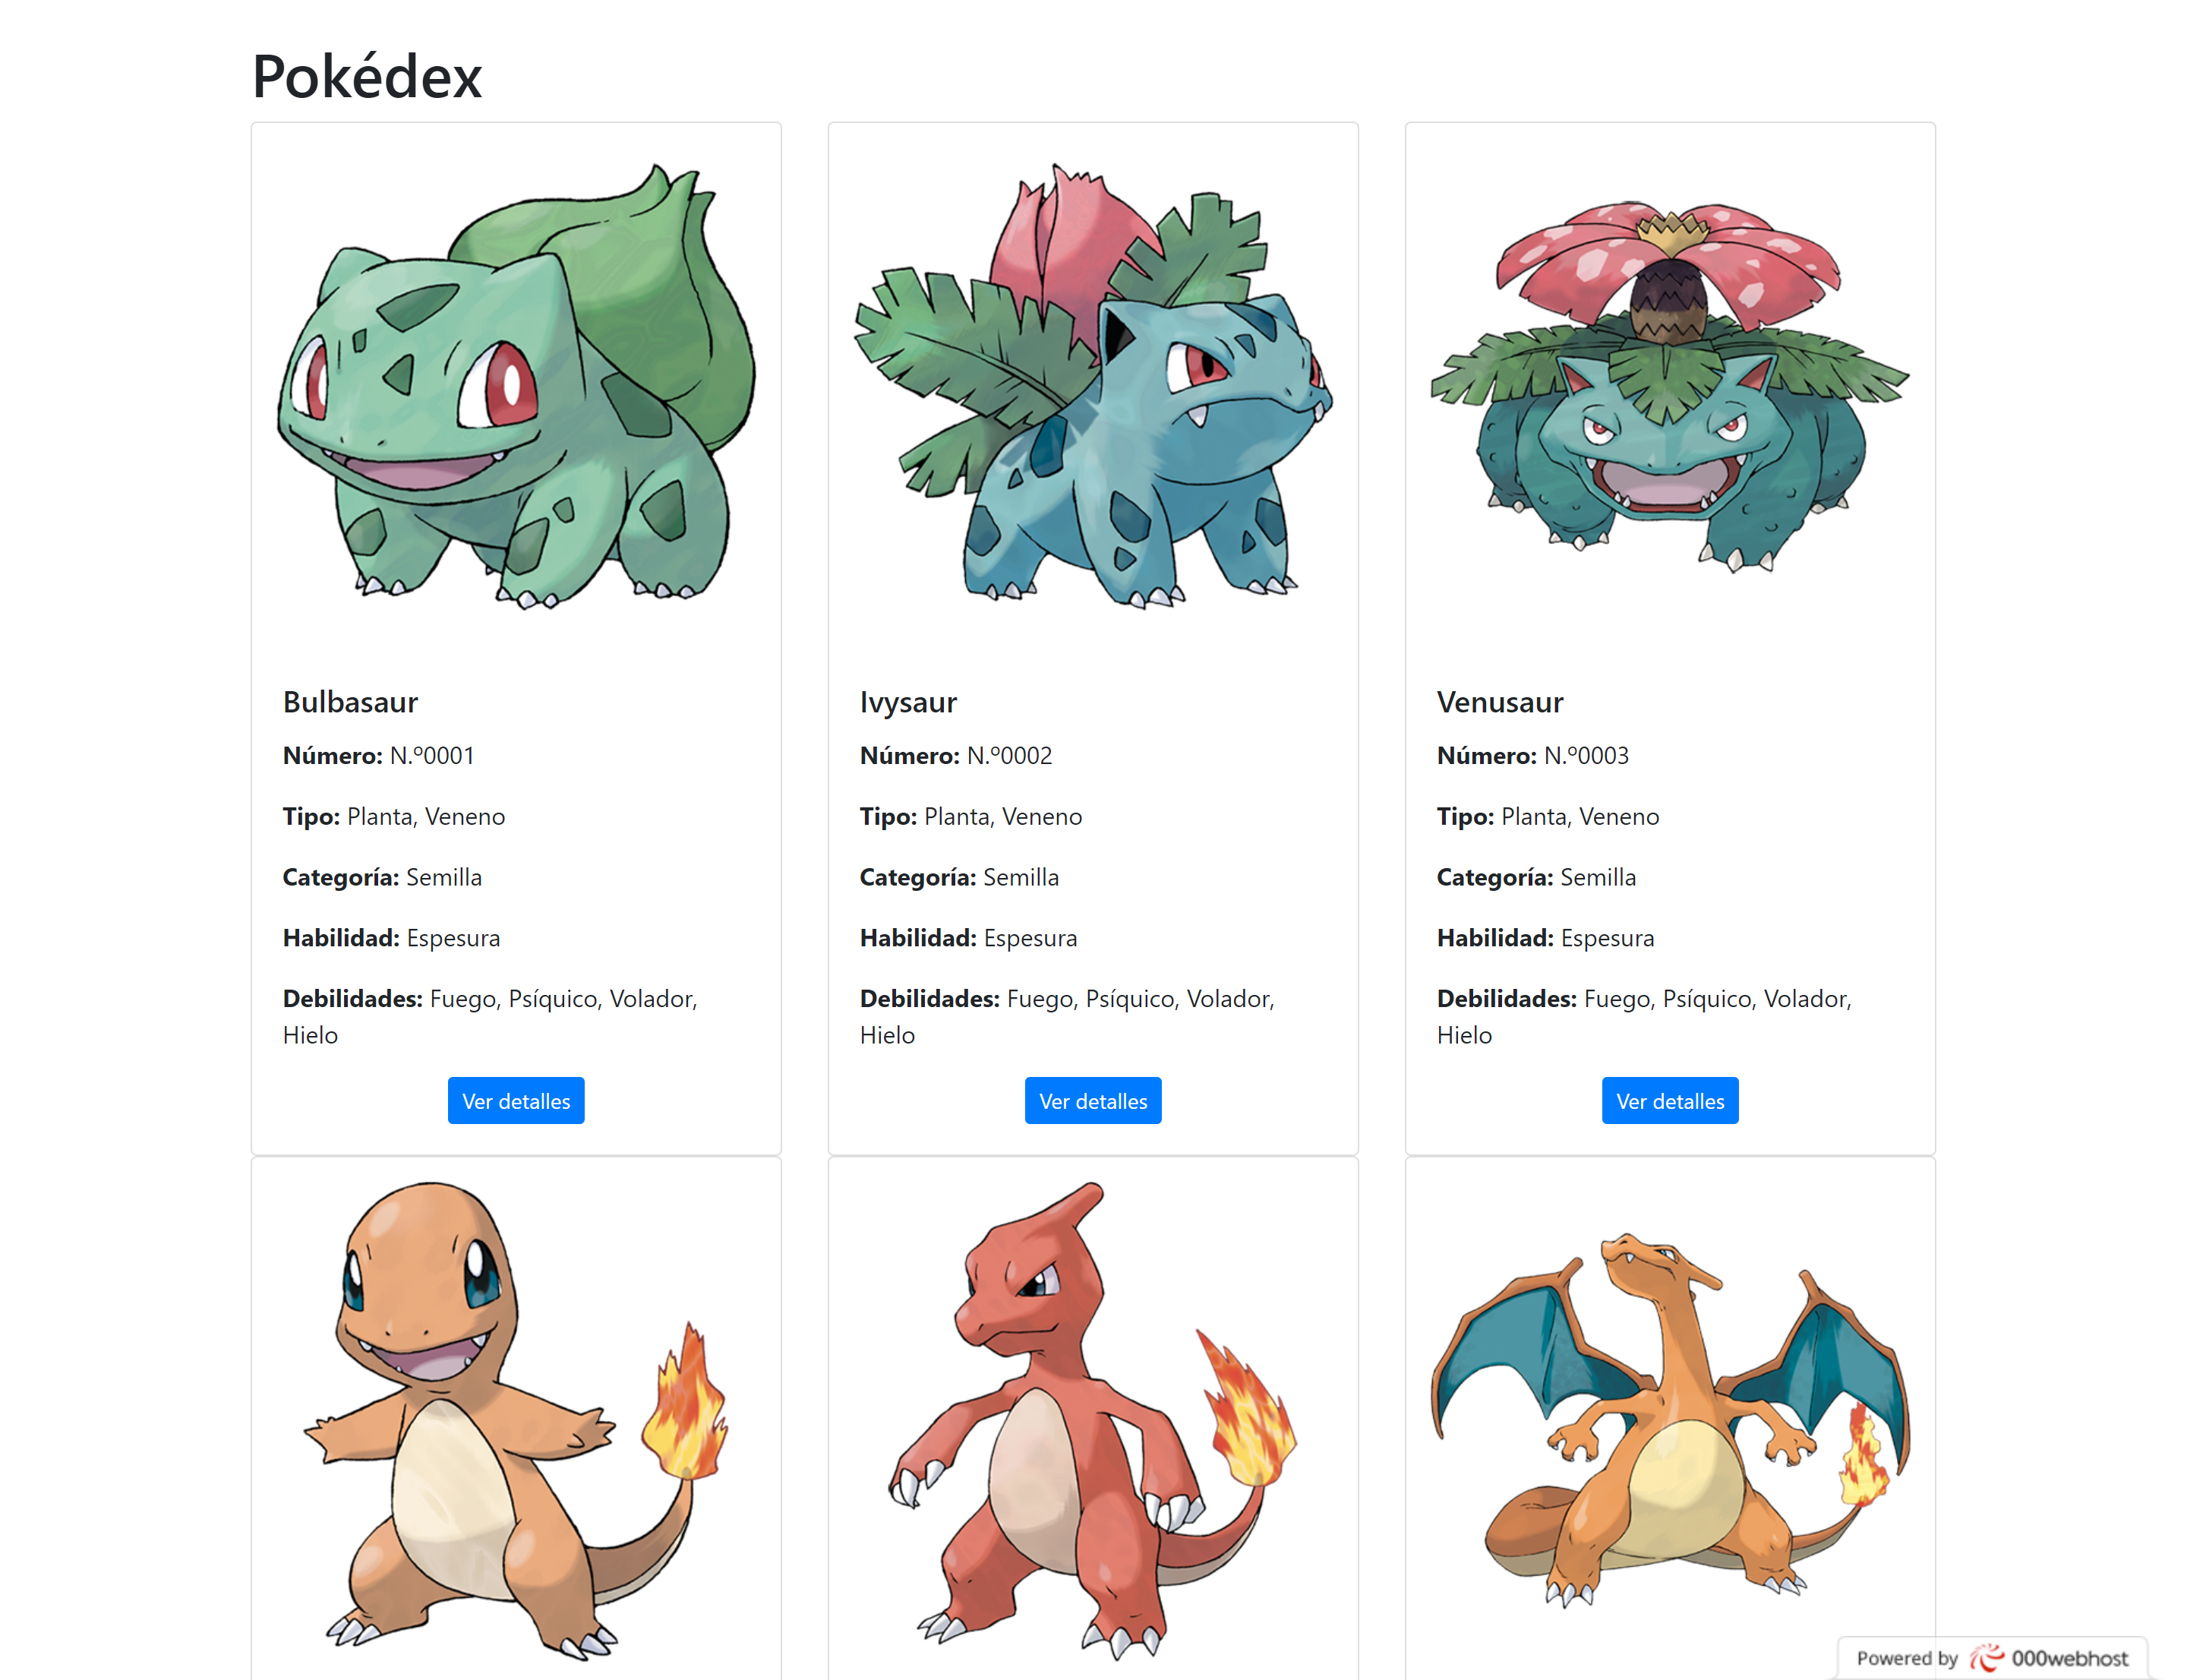 Pokédex
Bulbasaur
Número: N.º0001
Tipo: Planta, Veneno
Categoría: Semilla
Habilidad: Espesura
Debilidades: Fuego, Psíquico, Volador,
Hielo
Ver detalles
Ivysaur
Número: N.º0002
Tipo: Planta, Veneno
Categoría: Semilla
Habilidad: Espesura
Debilidades: Fuego, Psíquico, Volador,
Hielo
Ver detalles
Venusaur
Número: N.º0003
Tipo: Planta, Veneno
Categoría: Semilla
Habilidad: Espesura
Debilidades: Fuego, Psíquico, Volador,
Hielo
Ver detalles
Powered by 000webhost